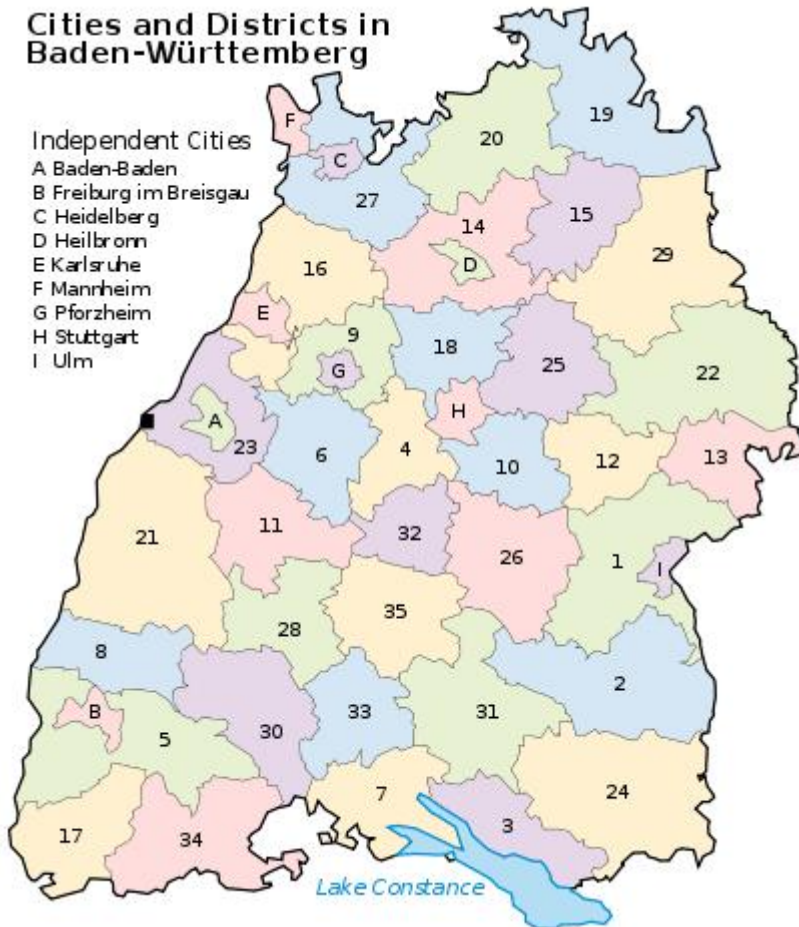 Cities and Districts in
Baden-Württemberg
Independent Cities
A Baden-Baden
B Freiburg im Breisgau
C Heidelberg
D Heilbronn
E Karlsruhe
F Mannheim
G Pforzheim
H Stuttgart
I Ulm
19
F
20
C
27
15
14
29
16
D
E
9
18
G
25
22
H
A
23
6
4
10
12
13
21
11
32
26
1
I
28
35
8
2
B
5
30
33
31
7
24
3
17
34
Lake Constance